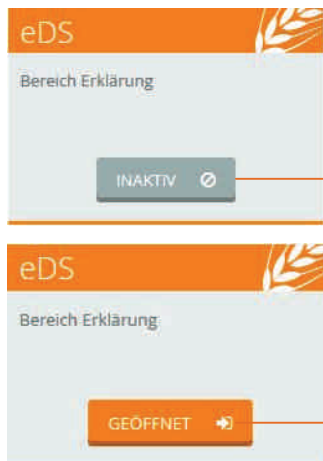 eDS
Bereich Erklärung
INAKTIV
eDS
Bereich Erklärung
GEÖFFNET